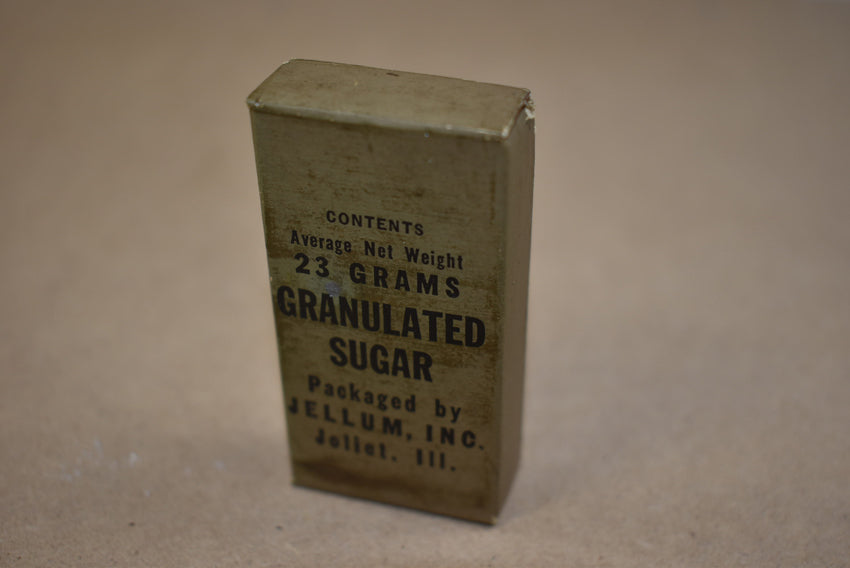 CONTENTS
Average Net Weight
23 GRAMS
GRANULATED
SUGAR
Packaged by
JELLUM, INC.
Joliet. Ill.